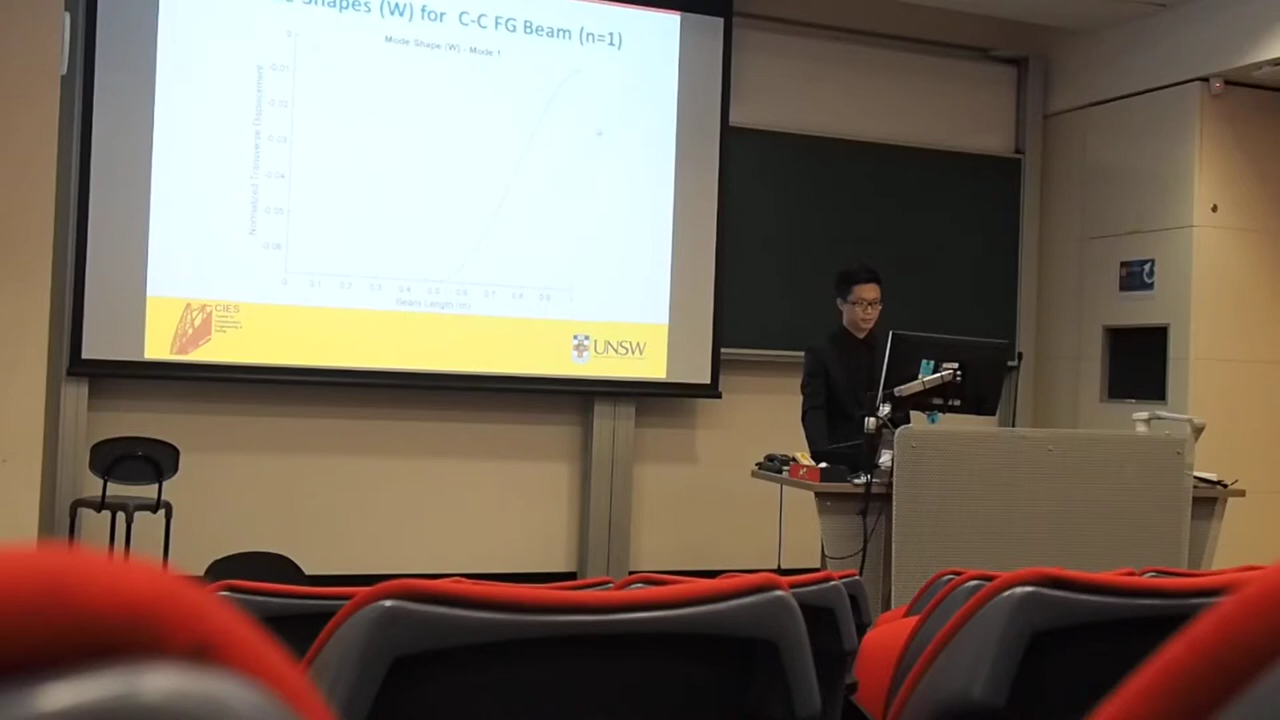 Shapes (W) for C-C FG Beam (n=1)
Mode Shape (W) - Mode 1
Normalized Transverse Displacement
0
-0.01
-0.02
-0.03
-0.04
-0.05
-0.06
0 0.1 0.2 0.3 0.4 0.5 0.6 0.7 0.8 0.9 1
Beam Length (m)
CIES
UNSW